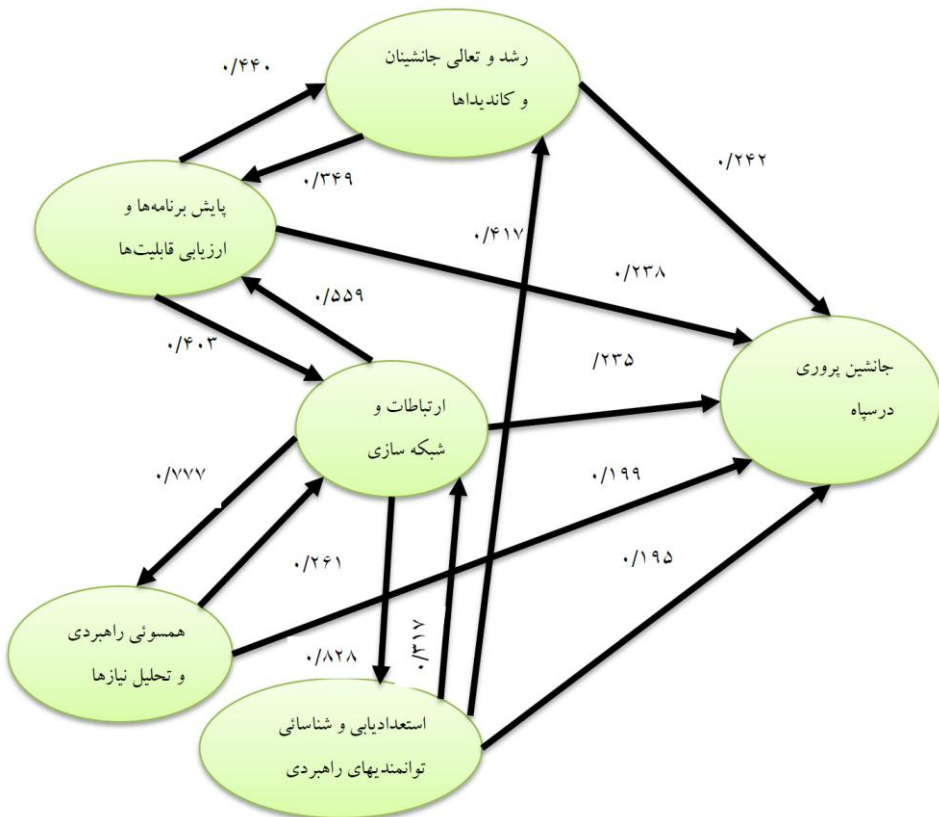 رشد و تعالی جانشینان
و کاندیداها
۰/۴۴۰
۰/۲۴۲
۰/۳۴۹
پایش برنامه‌ها و
ارزیابی قابلیت‌ها
۰/۴۱۷
۰/۲۳۸
۰/۵۵۹
۰/۴۰۳
/۲۳۵
جانشین پروری
درسپاه
ارتباطات و
شبکه سازی
۰/۷۷۷
۰/۱۹۹
۰/۲۶۱
۰/۱۹۵
۰/۳۱۷
۰/۸۲۸
همسوئی راهبردی
و تحلیل نیازها
استعدادیابی و شناسائی
توانمندیهای راهبردی